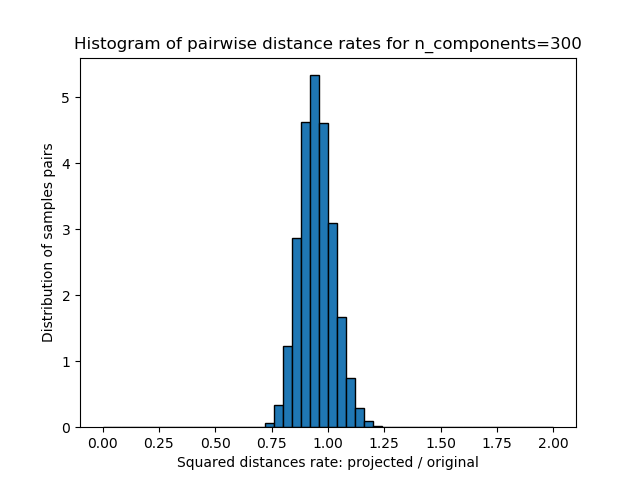 Histogram of pairwise distance rates for n_components=300
Distribution of samples pairs
5
4
3
2
1
0
0.00 0.25 0.50 0.75 1.00 1.25 1.50 1.75 2.00
Squared distances rate: projected / original